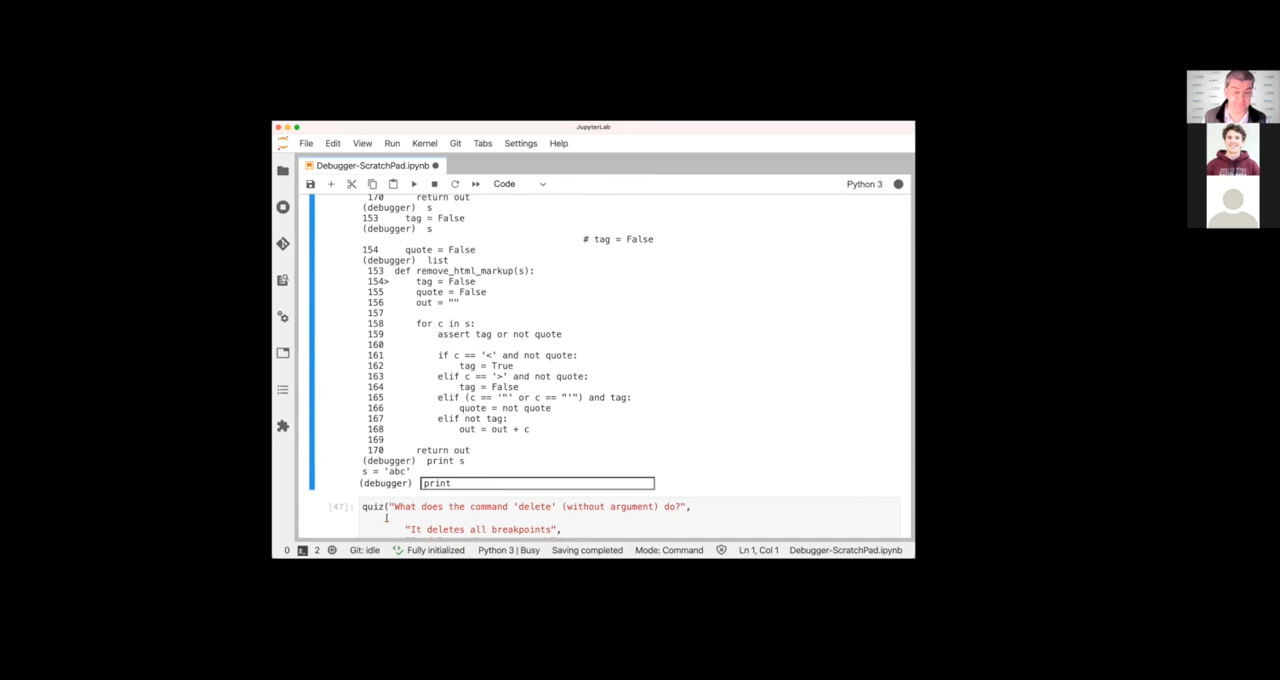 JupyterLab
File Edit View Run Kernel Git Tabs Settings Help
Debugger-ScratchPad.ipynb
Code Python 3
170 return out
(debugger) s
153 tag = False
(debugger) s
# tag = False
154 quote = False
(debugger) list
153 def remove_html_markup(s):
154> tag = False
155 quote = False
156 out = ""
157
158 for c in s:
159 assert tag or not quote
160
161 if c == '<' and not quote:
162 tag = True
163 elif c == '>' and not quote:
164 tag = False
165 elif (c == '"' or c == "'") and tag:
166 quote = not quote
167 elif not tag:
168 out = out + c
169
170 return out
(debugger) print s
s = 'abc'
(debugger) print
[47]: quiz("What does the command 'delete' (without argument) do?",
"It deletes all breakpoints",
0 2 Git: idle Fully initialized Python 3 | Busy Saving completed Mode: Command Ln 1, Col 1 Debugger-ScratchPad.ipynb